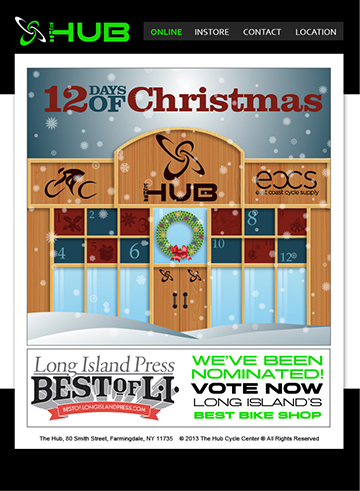 THE HUB
ONLINE INSTORE CONTACT LOCATION
12 DAYS OF Christmas
THE HUB
eccs
east coast cycle supply
2
8
4
6
10
12
Long Island Press
BEST OF L.I.
BESTOFLONGISLANDPRESS.COM
WE'VE BEEN
NOMINATED!
VOTE NOW
LONG ISLAND'S
BEST BIKE SHOP
The Hub, 80 Smith Street, Farmingdale, NY 11735 © 2013 The Hub Cycle Center ® All Rights Reserved